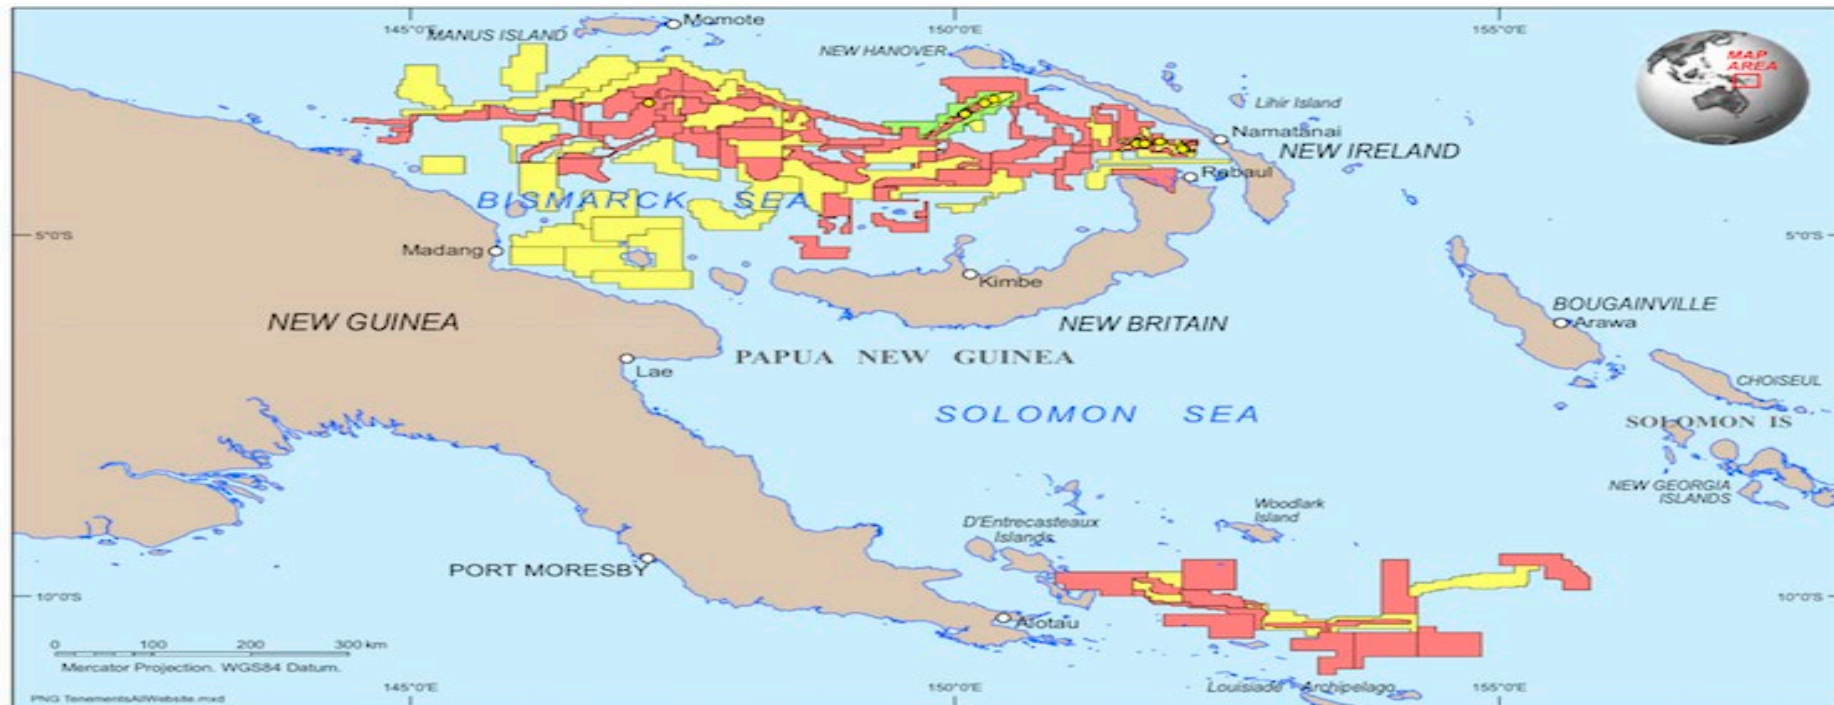 145°0'E
150°0'E
155°0'E
Momote
MANUS ISLAND
NEW HANOVER
MAP
AREA
Lihir Island
Namatanai
NEW IRELAND
Rabaul
BISMARCK SEA
5°0'S
5°0'S
Madang
Kimbe
NEW GUINEA
NEW BRITAIN
BOUGAINVILLE
Arawa
PAPUA NEW GUINEA
Lae
CHOISEUL
SOLOMON SEA
SOLOMON IS
NEW GEORGIA
ISLANDS
Woodlark
Island
D'Entrecasteaux
Islands
PORT MORESBY
10°0'S
10°0'S
Alotau
0 100 200 300 km
Mercator Projection. WGS84 Datum.
145°0'E
150°0'E
Louisiade Archipelago
155°0'E
PNG TenementsAllWebsite.mxd